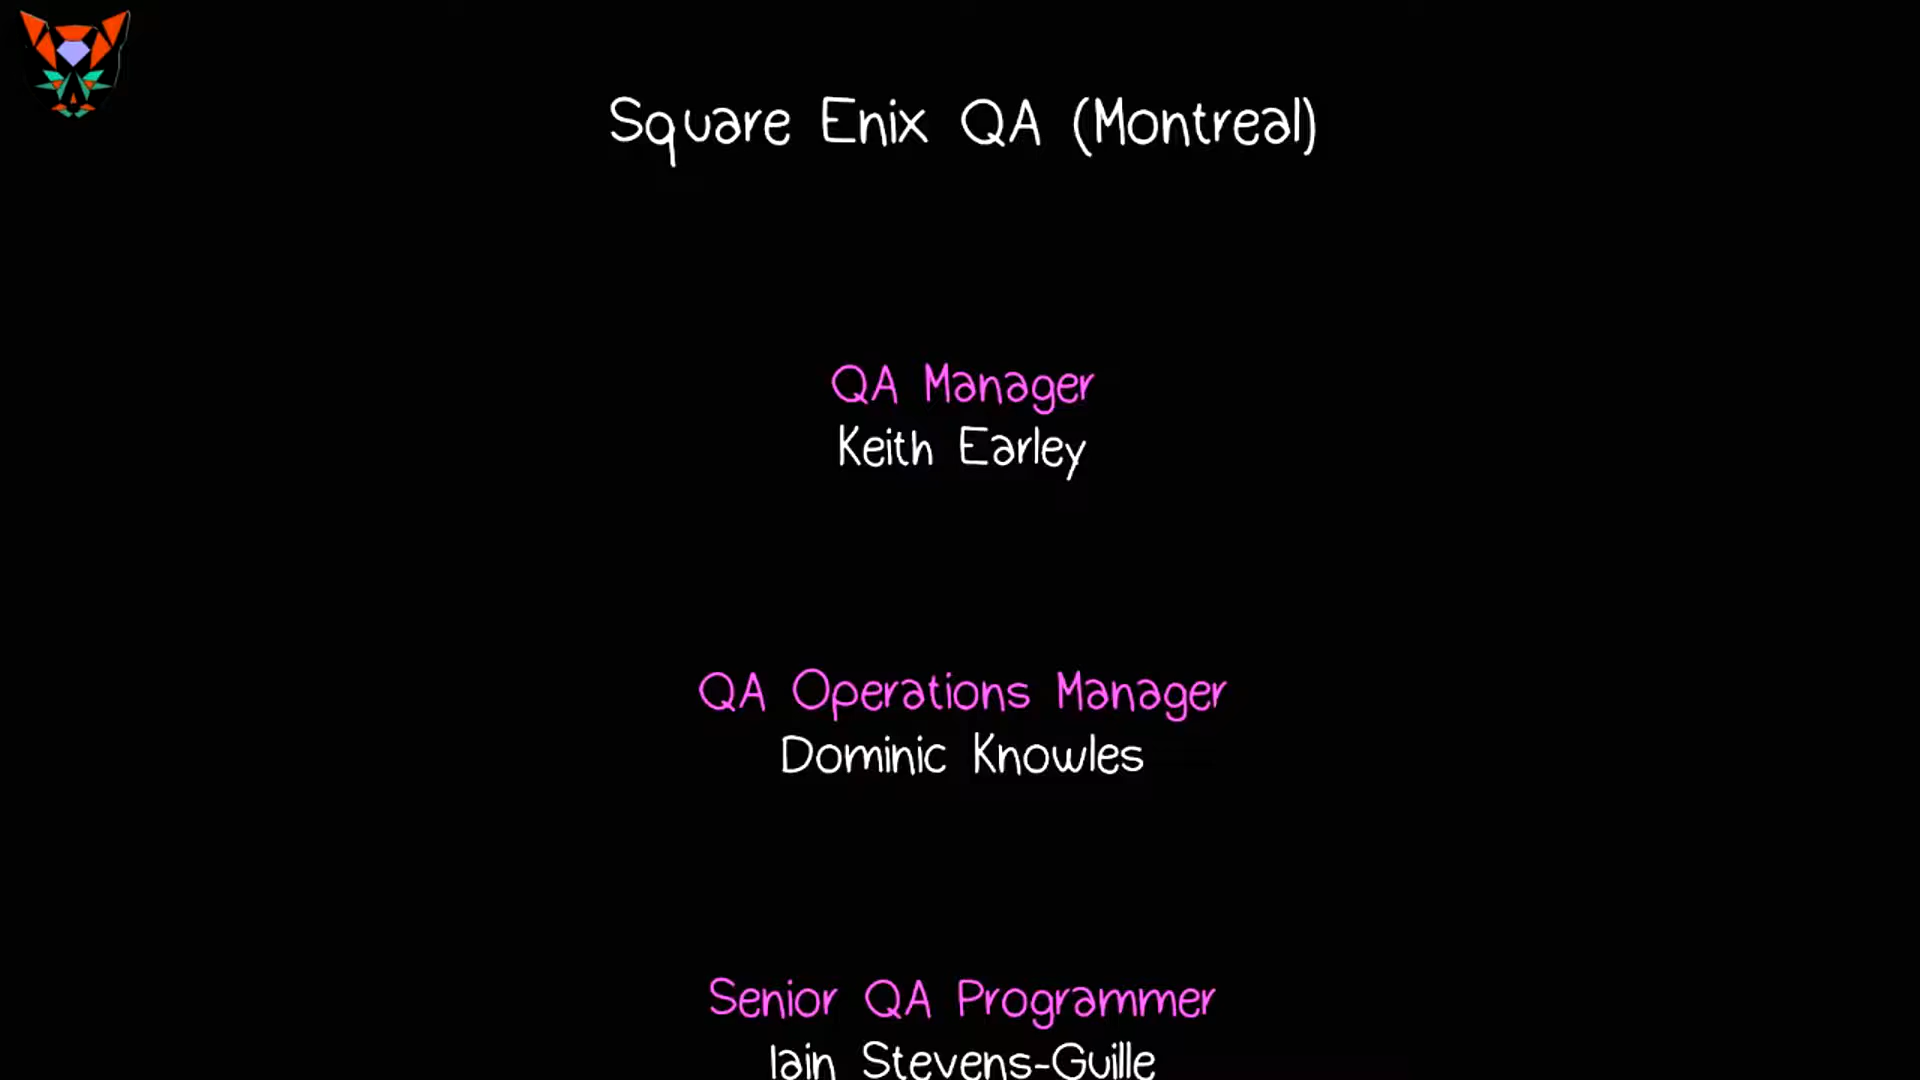 Square Enix QA (Montreal)
QA Manager
Keith Earley
QA Operations Manager
Dominic Knowles
Senior QA Programmer
Iain Stevens-Guille